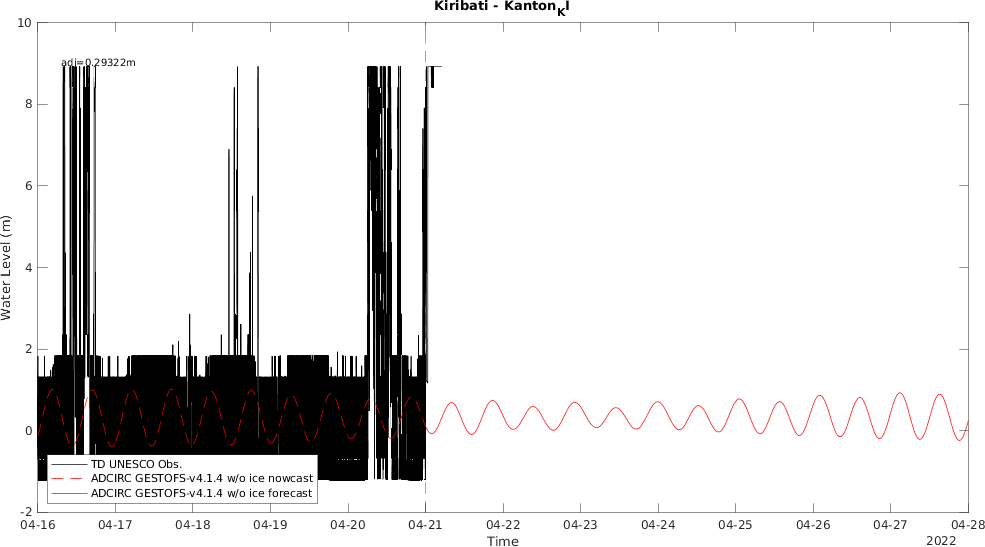 Kiribati - KantonKI
10
adj=0.29322m
8
6
4
2
0
-2
Water Level (m)
TD UNESCO Obs.
ADCIRC GESTOFS-v4.1.4 w/o ice nowcast
ADCIRC GESTOFS-v4.1.4 w/o ice forecast
04-16 04-17 04-18 04-19 04-20 04-21 04-22 04-23 04-24 04-25 04-26 04-27 04-28
Time
2022